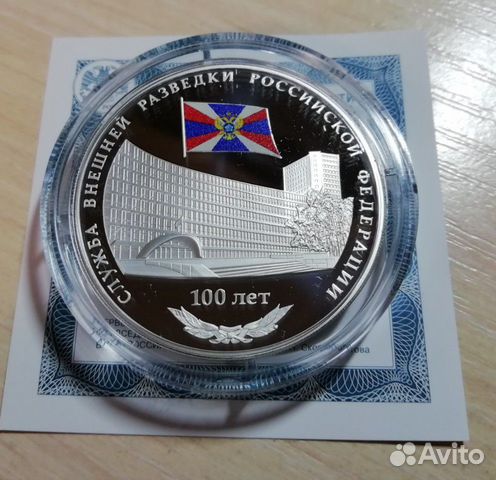 СЛУЖБА ВНЕШНЕЙ РАЗВЕДКИ РОССИЙСКОЙ ФЕДЕРАЦИИ
100 лет
Avito